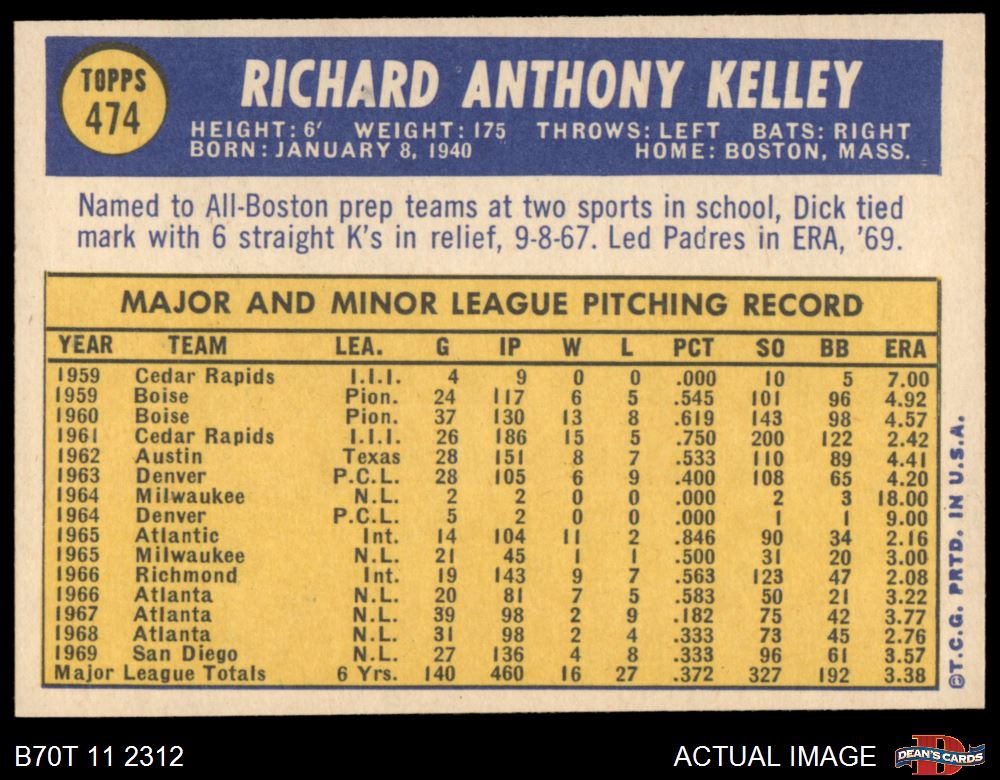 TOPPS
474
RICHARD ANTHONY KELLEY
HEIGHT: 6' WEIGHT: 175 THROWS: LEFT BATS: RIGHT
BORN: JANUARY 8, 1940 HOME: BOSTON, MASS.
Named to All-Boston prep teams at two sports in school, Dick tied
mark with 6 straight K's in relief, 9-8-67. Led Padres in ERA, '69.
MAJOR AND MINOR LEAGUE PITCHING RECORD
YEAR TEAM LEA. G IP W L PCT SO BB ERA
1959 Cedar Rapids I.I.I. 4 9 0 0 .000 10 5 7.00
1959 Boise Pion. 24 117 6 5 .545 101 96 4.92
1960 Boise Pion. 37 130 13 8 .619 143 98 4.57
1961 Cedar Rapids I.I.I. 26 186 15 5 .750 200 122 2.42
1962 Austin Texas 28 151 8 7 .533 110 89 4.41
1963 Denver P.C.L. 28 105 6 9 .400 108 65 4.20
1964 Milwaukee N.L. 2 2 0 0 .000 2 3 18.00
1964 Denver P.C.L. 5 2 0 0 .000 1 1 9.00
1965 Atlantic Int. 14 104 11 2 .846 90 34 2.16
1965 Milwaukee N.L. 21 45 1 1 .500 31 20 3.00
1966 Richmond Int. 19 143 9 7 .563 123 47 2.08
1966 Atlanta N.L. 20 81 7 5 .583 50 21 3.22
1967 Atlanta N.L. 39 98 2 9 .182 75 42 3.77
1968 Atlanta N.L. 31 98 2 4 .333 73 45 2.76
1969 San Diego N.L. 27 136 4 8 .333 96 61 3.57
Major League Totals 6 Yrs. 140 460 16 27 .372 327 192 3.38
©T.C.G. PRTD. IN U.S.A.
B70T 11 2312
ACTUAL IMAGE
DEAN'S CARDS